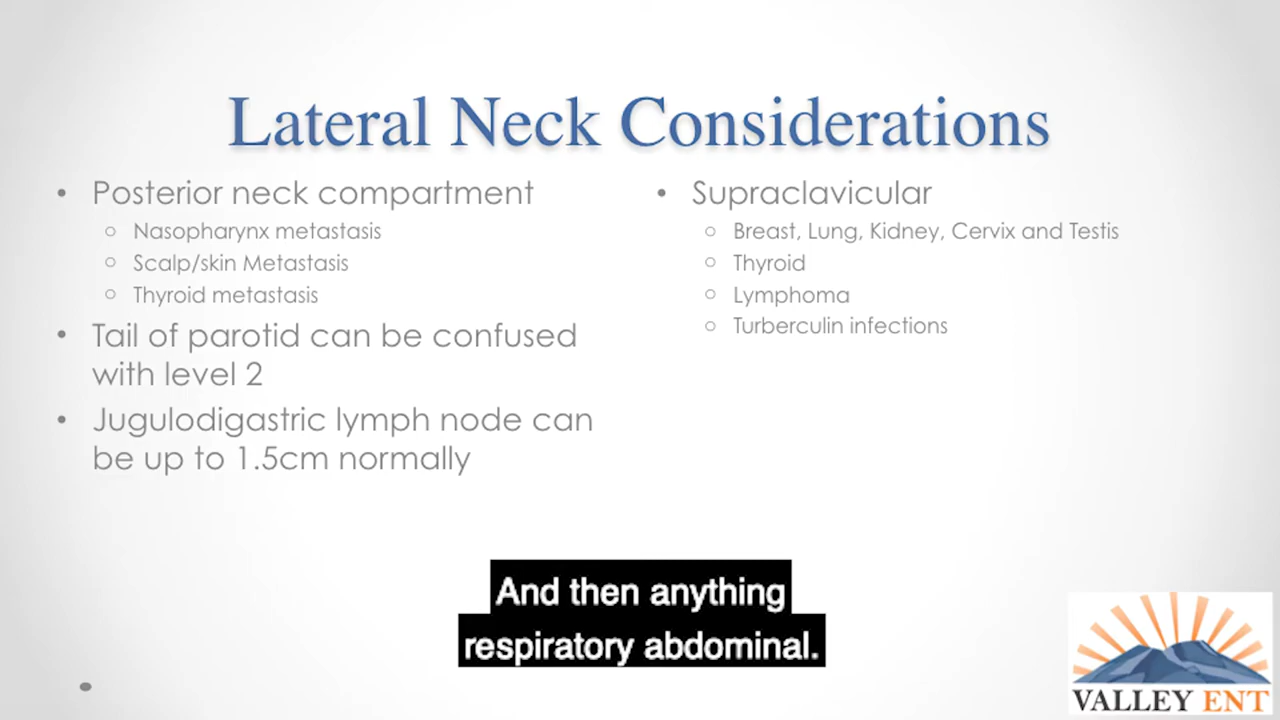 Lateral Neck Considerations
• Posterior neck compartment
○ Nasopharynx metastasis
○ Scalp/skin Metastasis
○ Thyroid metastasis
• Tail of parotid can be confused
with level 2
• Jugulodigastric lymph node can
be up to 1.5cm normally
• Supraclavicular
○ Breast, Lung, Kidney, Cervix and Testis
○ Thyroid
○ Lymphoma
○ Turberculin infections
And then anything
respiratory abdominal.
VALLEY ENT